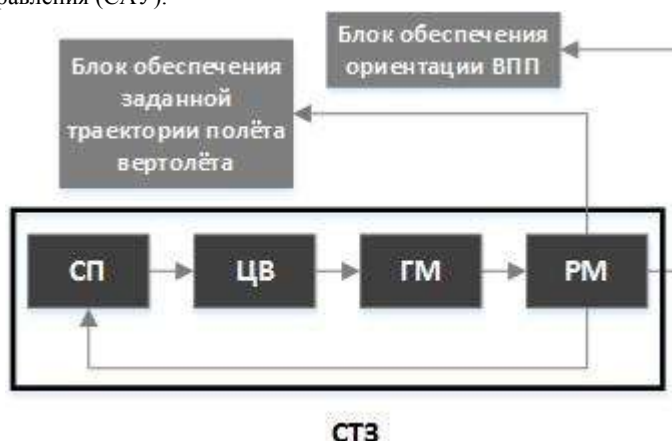 равления (САУ).
Блок обеспечения
ориентации ВПП
Блок обеспечения
заданной
траектории полёта
вертолёта
СП
ЦВ
ГМ
РМ
СТЗ